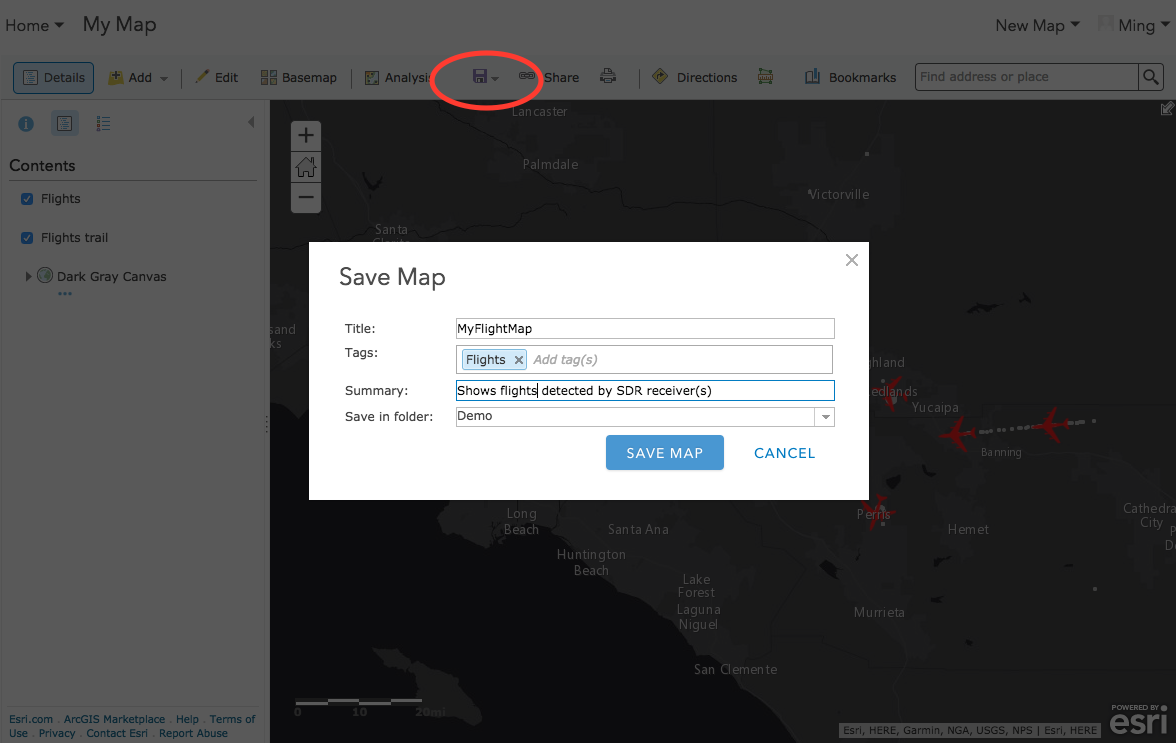 Home My Map New Map Ming
Details Add Edit Basemap Analysis Share Directions Bookmarks Find address or place
Contents
Flights
Flights trail
Dark Gray Canvas
Lancaster
Palmdale
Victorville
Santa
Save Map
Title: MyFlightMap
Tags: Flights Add tag(s)
Summary: Shows flights detected by SDR receiver(s)
Save in folder: Demo
SAVE MAP CANCEL
sand
ks
hland
edlands
Yucaipa
Banning
Perris
Hemet
Cathedra
City
Long
Beach
Santa Ana
Huntington
Beach
Lake
Forest
Laguna
Niguel
Murrieta
San Clemente
0 10 20mi
Esri.com . ArcGIS Marketplace . Help . Terms of
Use . Privacy . Contact Esri . Report Abuse
Esri, HERE, Garmin, NGA, USGS, NPS | Esri, HERE
POWERED BY
esri